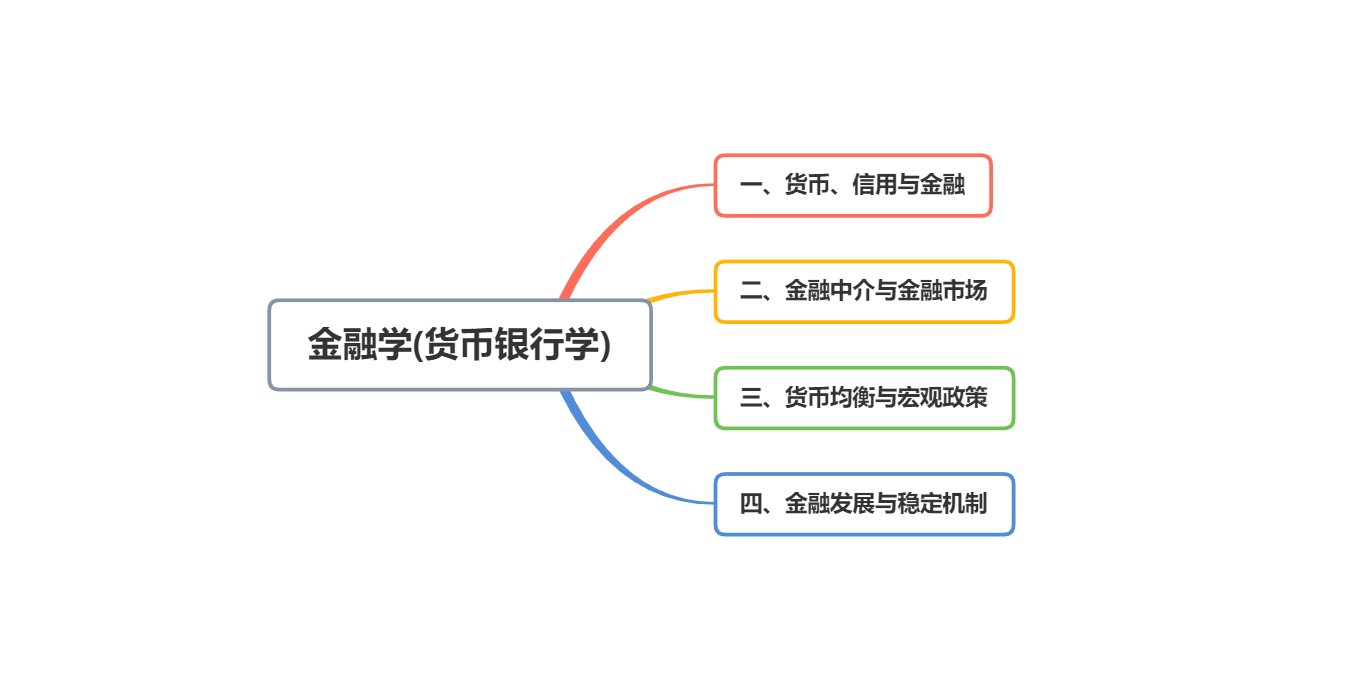 金融学(货币银行学)
一、货币、信用与金融
二、金融中介与金融市场
三、货币均衡与宏观政策
四、金融发展与稳定机制